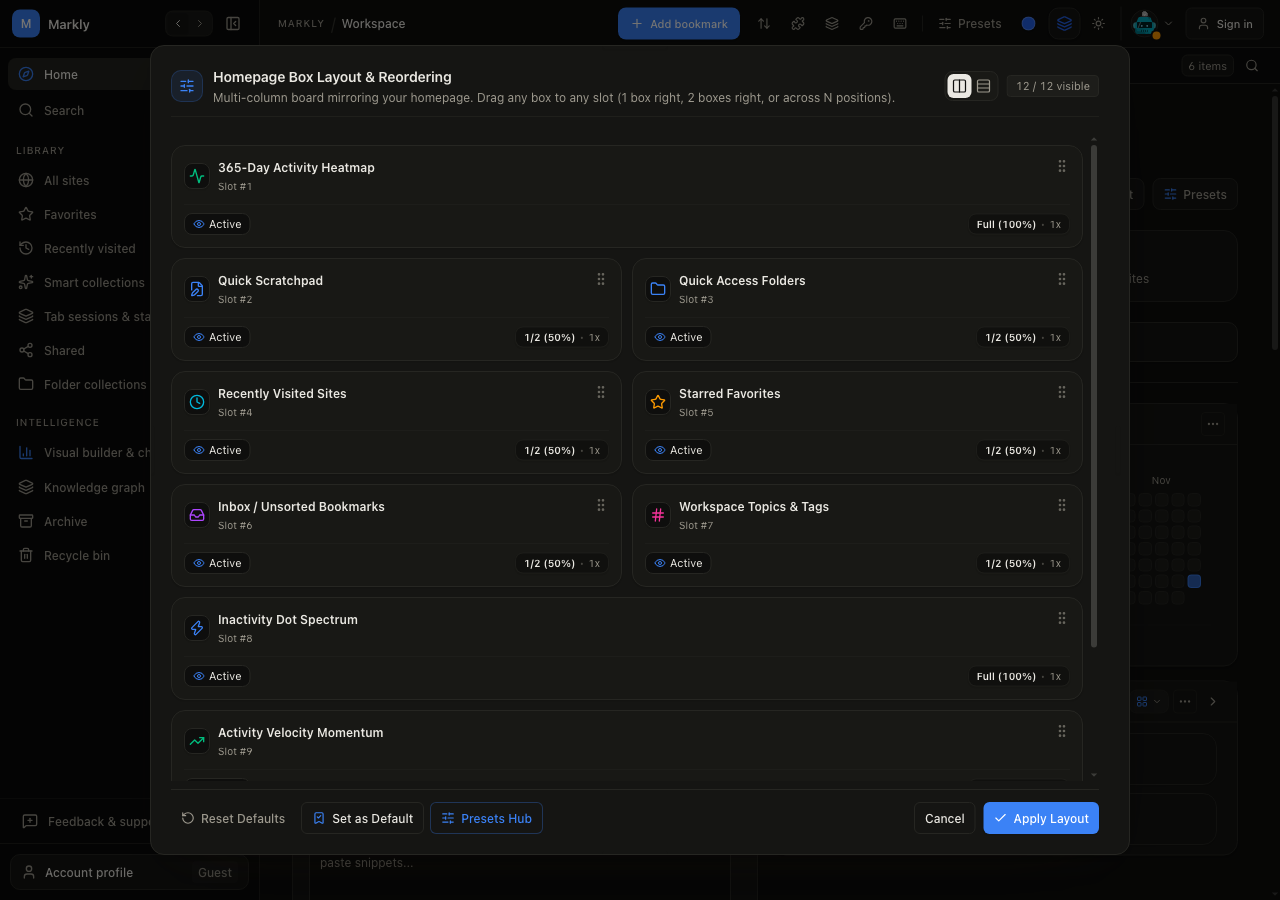 M Markly
MARKLY / Workspace
Add bookmark
Presets
Sign in
Home
Search
LIBRARY
All sites
Favorites
Recently visited
Smart collections
Tab sessions & sta
Shared
Folder collections
INTELLIGENCE
Visual builder & ch
Knowledge graph
Archive
Recycle bin
Feedback & suppo
Account profile
Guest
6 items
Presets
ites
Nov
paste snippets...
Homepage Box Layout & Reordering
Multi-column board mirroring your homepage. Drag any box to any slot (1 box right, 2 boxes right, or across N positions).
12 / 12 visible
365-Day Activity Heatmap
Slot #1
Active
Full (100%) · 1x
Quick Scratchpad
Slot #2
Active
1/2 (50%) · 1x
Quick Access Folders
Slot #3
Active
1/2 (50%) · 1x
Recently Visited Sites
Slot #4
Active
1/2 (50%) · 1x
Starred Favorites
Slot #5
Active
1/2 (50%) · 1x
Inbox / Unsorted Bookmarks
Slot #6
Active
1/2 (50%) · 1x
Workspace Topics & Tags
Slot #7
Active
1/2 (50%) · 1x
Inactivity Dot Spectrum
Slot #8
Active
Full (100%) · 1x
Activity Velocity Momentum
Slot #9
Reset Defaults
Set as Default
Presets Hub
Cancel
Apply Layout